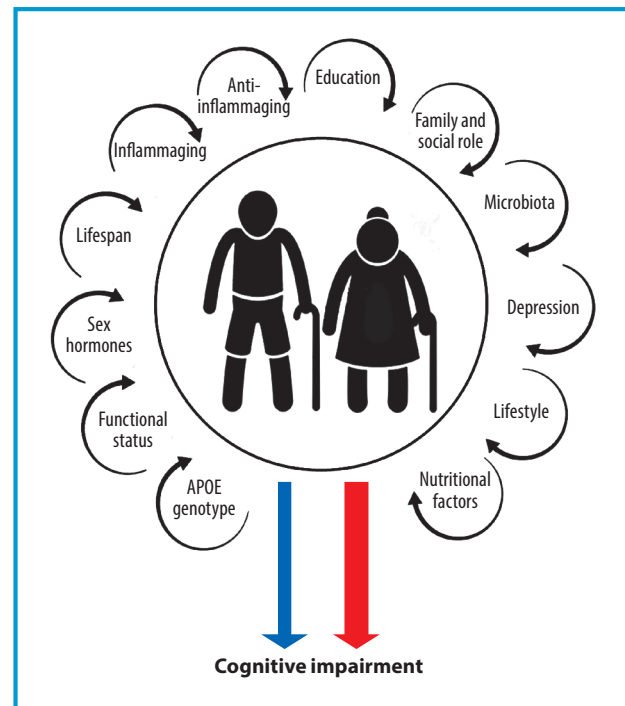 Education
Anti-
inflammaging
Family and
social role
Inflammaging
Microbiota
Lifespan
Depression
Sex
hormones
Lifestyle
Functional
status
Nutritional
factors
APOE
genotype
Cognitive impairment